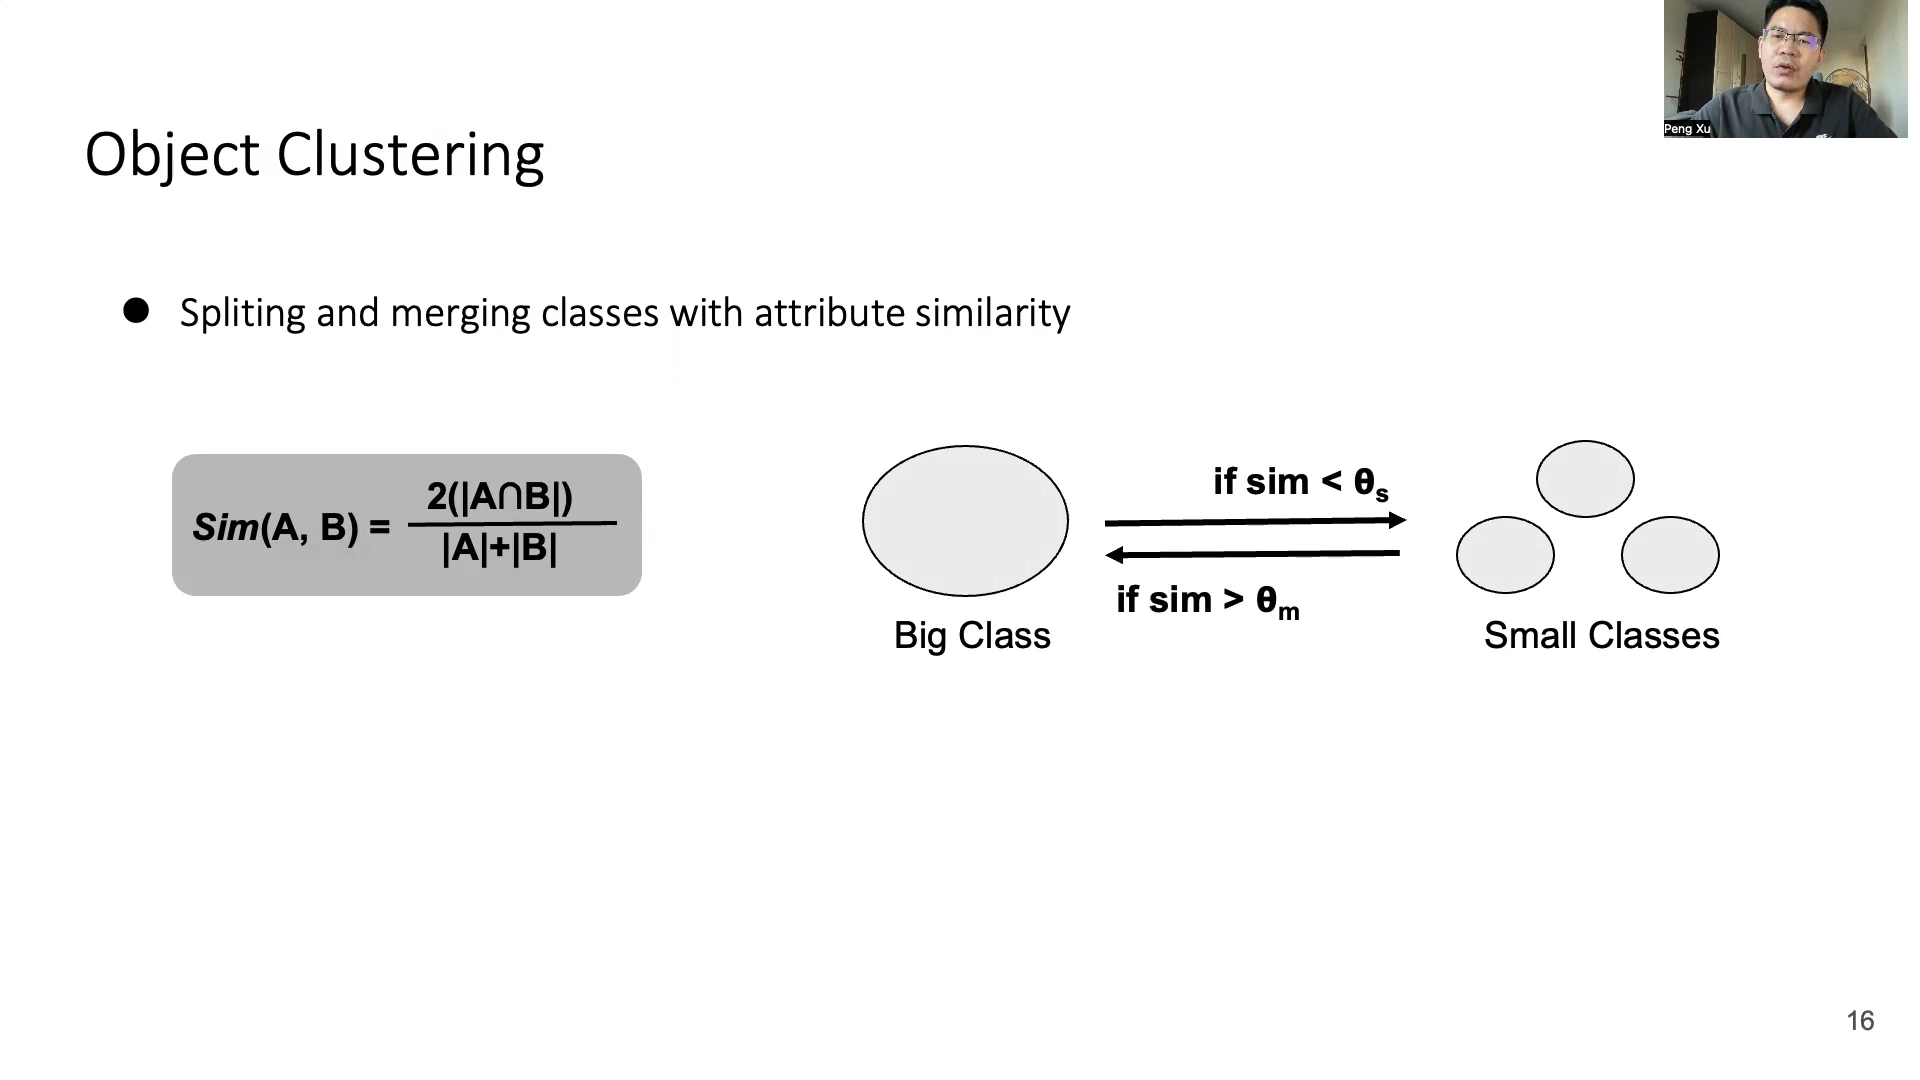 Peng Xu
Object Clustering
● Spliting and merging classes with attribute similarity
Sim(A, B) = 2(|A∩B|)
|A|+|B|
if sim < θs
if sim > θm
Big Class
Small Classes
16